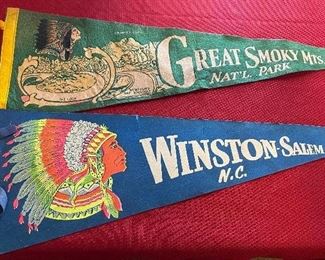 GREAT SMOKY MTS.
NAT'L. PARK
WINSTON-SALEM
N.C.